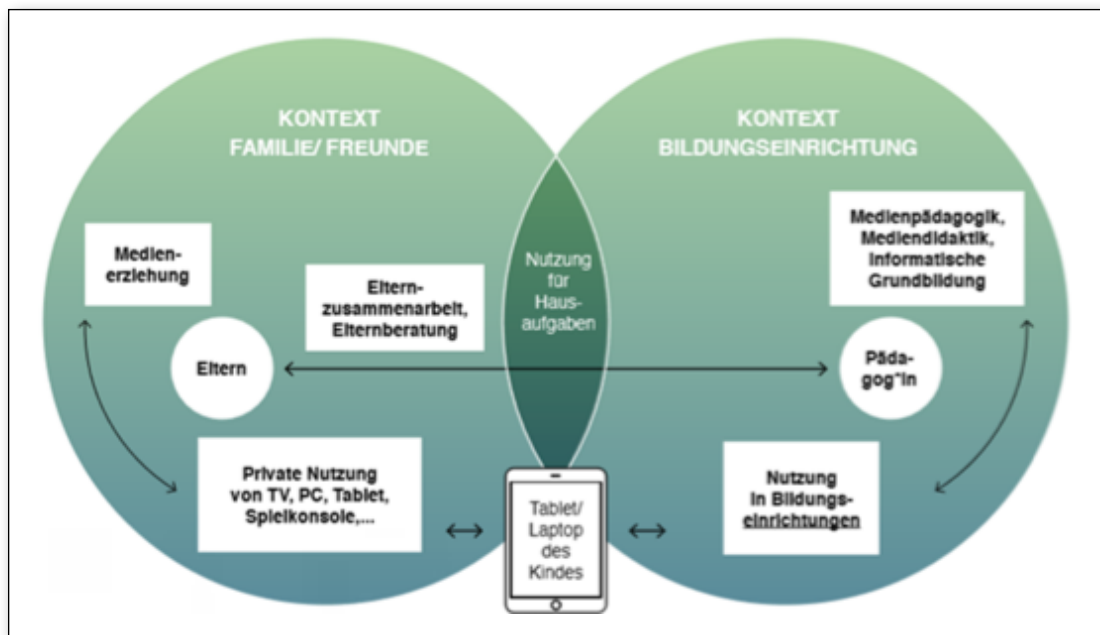 KONTEXT
FAMILIE/ FREUNDE
Medien-
erziehung
Eltern-
zusammenarbeit,
Elternberatung
Eltern
Private Nutzung
von TV, PC, Tablet,
Spielkonsole,...
Nutzung
für
Haus-
aufgaben
Tablet/
Laptop
des
Kindes
KONTEXT
BILDUNGSEINRICHTUNG
Medienpädagogik,
Mediendidaktik,
Informatische
Grundbildung
Päda-
gog*in
Nutzung
in Bildungs-
einrichtungen